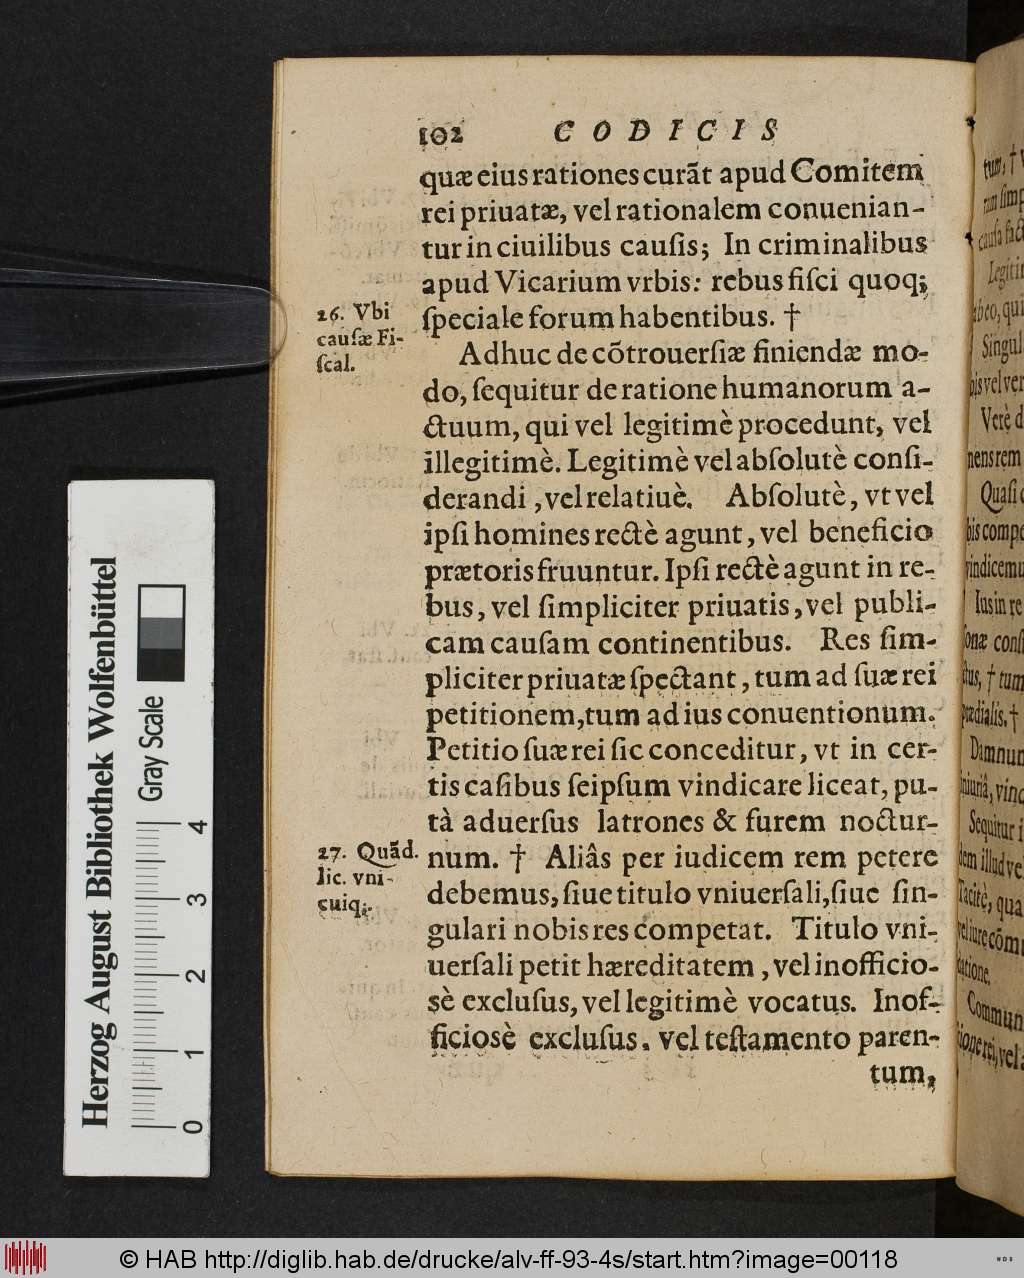 102 CODICIS
quæ eius rationes curãt apud Comitem
rei priuatæ, vel rationalem conuenian-
tur in ciuilibus cauſis; In criminalibus
apud Vicarium vrbis: rebus fiſci quoq;
ſpeciale forum habentibus. †
26. Vbi
cauſæ Fi-
ſcal.
Adhuc de cõtrouerſiæ finiendæ mo-
do, ſequitur de ratione humanorum a-
ctuum, qui vel legitimè procedunt, vel
illegitimè. Legitimè vel abſolutè conſi-
derandi, vel relatiuè. Abſolutè, vt vel
ipſi homines rectè agunt, vel beneficio
prætoris fruuntur. Ipſi rectè agunt in re-
bus, vel ſimpliciter priuatis, vel publi-
cam cauſam continentibus. Res ſim-
pliciter priuatæ ſpectant, tum ad ſuæ rei
petitionem, tum ad ius conuentionum.
Petitio ſuæ rei ſic conceditur, vt in cer-
tis caſibus ſeipſum vindicare liceat, pu-
tà aduerſus latrones & furem noctur-
num. † Aliâs per iudicem rem petere
27. Quãd.
lic. vni-
cuiq;.
debemus, ſiue titulo vniuerſali, ſiue ſin-
gulari nobis res competat. Titulo vni-
uerſali petit hæreditatem, vel inofficio-
sè excluſus, vel legitimè vocatus. Inof-
ficiosè excluſus, vel teſtamento paren-
tum,
Herzog August Bibliothek Wolfenbüttel
Gray Scale
0 1 2 3 4
© HAB http://diglib.hab.de/drucke/alv-ff-93-4s/start.htm?image=00118